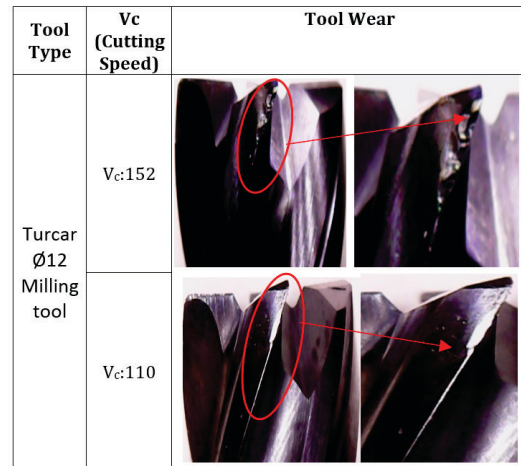 Tool
Type
Vc
(Cutting
Speed)
Tool Wear
Turcar
Ø12
Milling
tool
Vc:152
Vc:110